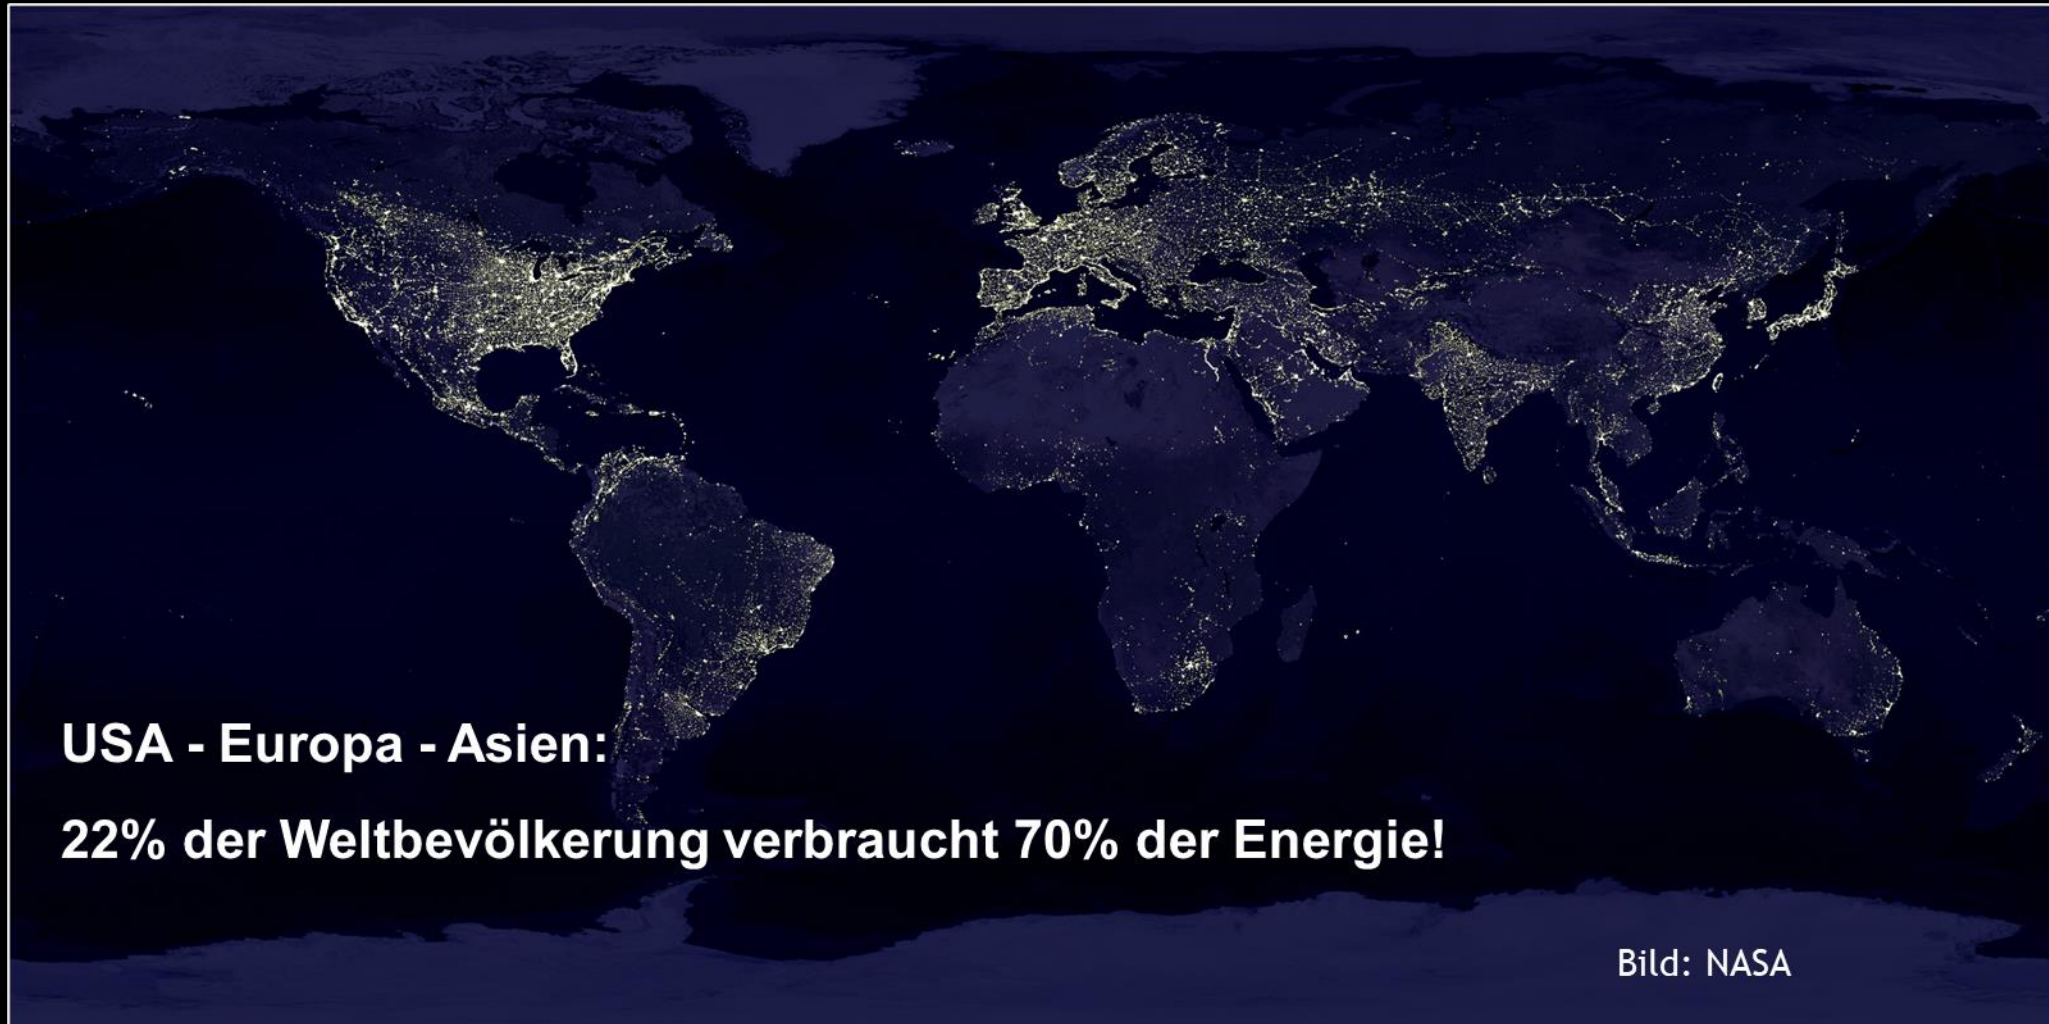 USA - Europa - Asien:
22% der Weltbevölkerung verbraucht 70% der Energie!
Bild: NASA